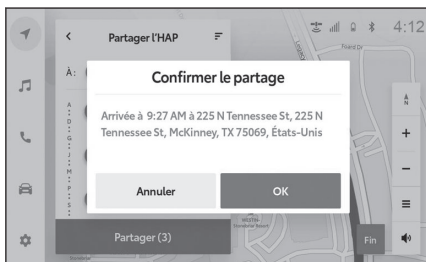 Partager l'HAP
4:12
À:
Confirmer le partage
Arrivée à 9:27 AM à 225 N Tennessee St, 225 N
Tennessee St, McKinney, TX 75069, États-Unis
Annuler
OK
A
D
G
J
M
P
S
N
Partager (3)
Fin